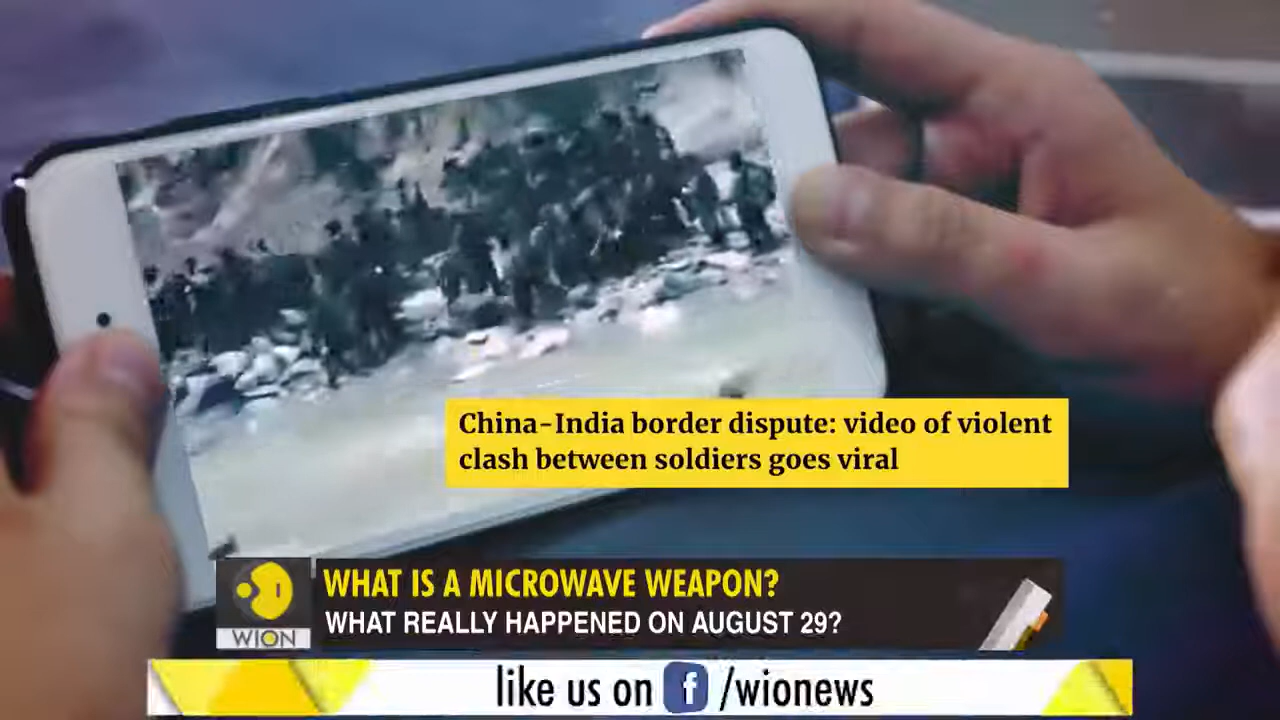 China-India border dispute: video of violent
clash between soldiers goes viral
WHAT IS A MICROWAVE WEAPON?
WHAT REALLY HAPPENED ON AUGUST 29?
WION
like us on f /wionews